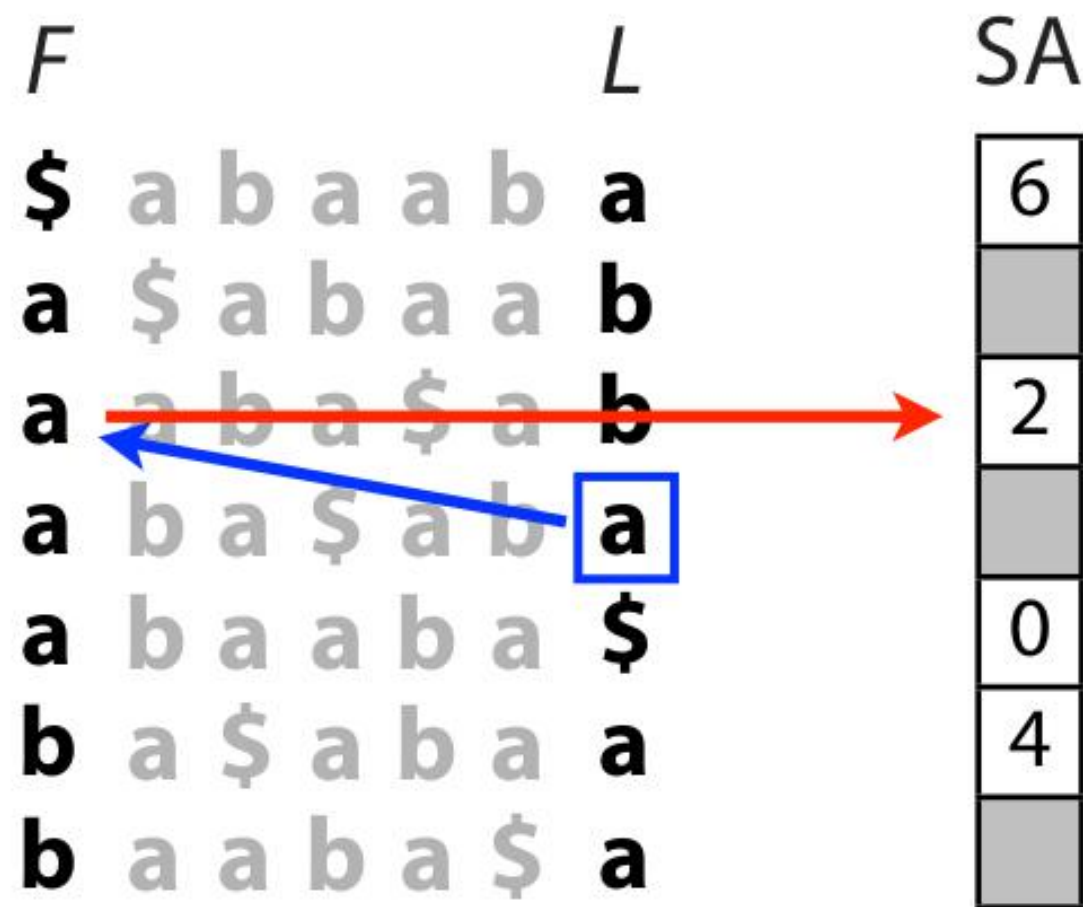 F L SA
$ a b a a b a 6
a $ a b a a b
a a b a $ a b 2
a b a $ a b a
a b a a b a $ 0
b a $ a b a a 4
b a a b a $ a